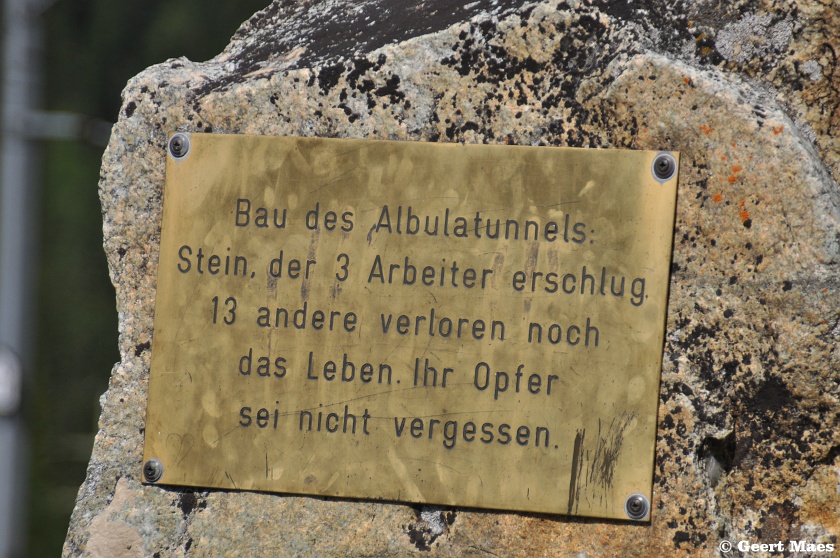 Bau des Albulatunnels:
Stein, der 3 Arbeiter erschlug.
13 andere verloren noch
das Leben. Ihr Opfer
sei nicht vergessen.
© Geert Maes